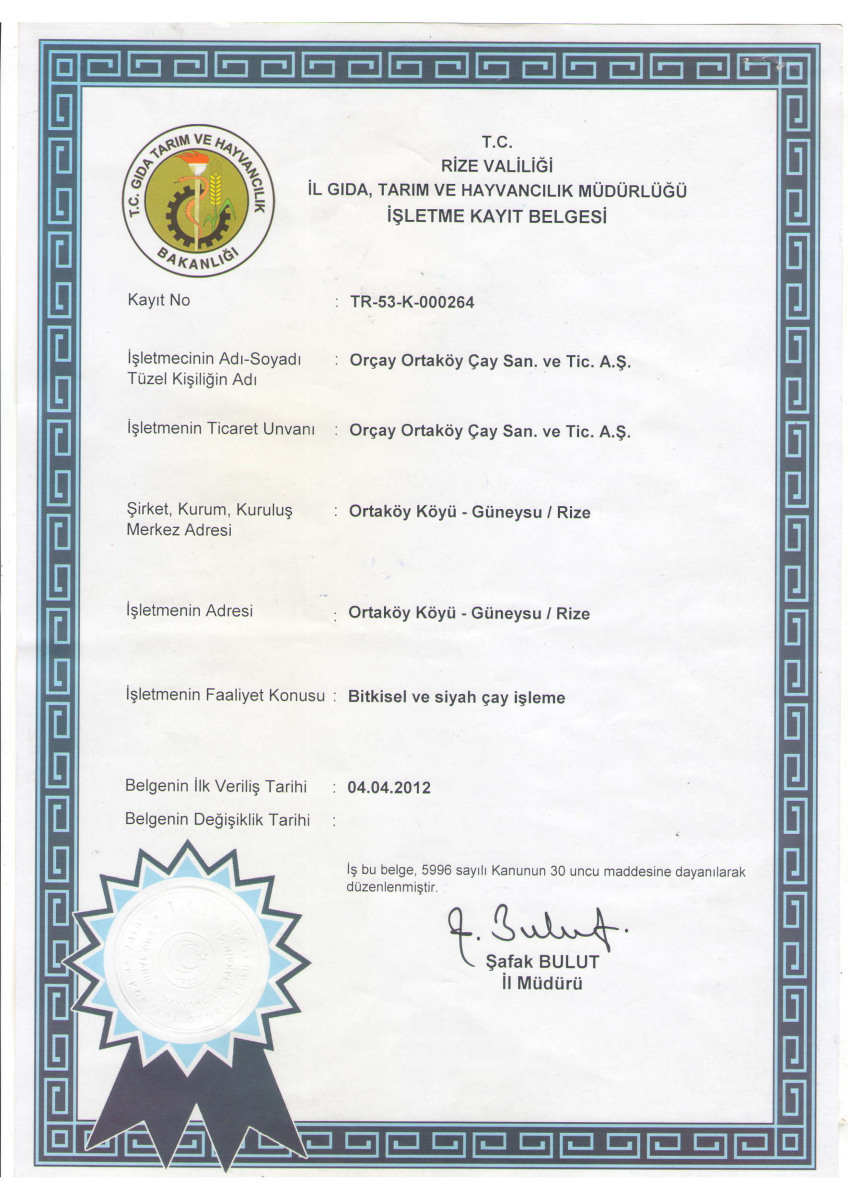 T.C. GIDA TARIM VE HAYVANCILIK
BAKANLIĞI
T.C.
RİZE VALİLİĞİ
İL GIDA, TARIM VE HAYVANCILIK MÜDÜRLÜĞÜ
İŞLETME KAYIT BELGESİ
Kayıt No : TR-53-K-000264
İşletmecinin Adı-Soyadı : Orçay Ortaköy Çay San. ve Tic. A.Ş.
Tüzel Kişiliğin Adı
İşletmenin Ticaret Unvanı : Orçay Ortaköy Çay San. ve Tic. A.Ş.
Şirket, Kurum, Kuruluş : Ortaköy Köyü - Güneysu / Rize
Merkez Adresi
İşletmenin Adresi : Ortaköy Köyü - Güneysu / Rize
İşletmenin Faaliyet Konusu : Bitkisel ve siyah çay işleme
Belgenin İlk Veriliş Tarihi : 04.04.2012
Belgenin Değişiklik Tarihi :
İş bu belge, 5996 sayılı Kanunun 30 uncu maddesine dayanılarak
düzenlenmiştir.
Ş. Bulut.
Şafak BULUT
İl Müdürü